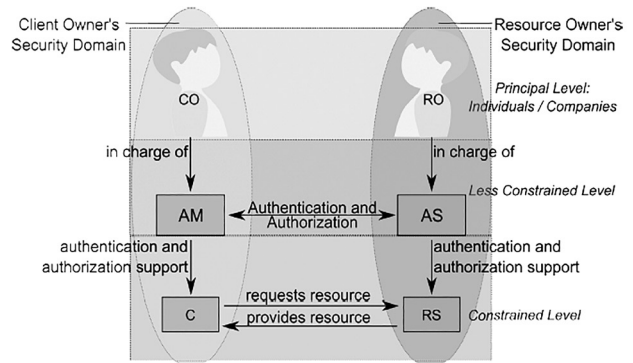 Client Owner's
Security Domain
Resource Owner's
Security Domain
Principal Level:
Individuals / Companies
CO
RO
in charge of
in charge of
Less Constrained Level
AM
Authentication and
Authorization
AS
authentication and
authorization support
authentication and
authorization support
requests resource
C
provides resource
RS
Constrained Level